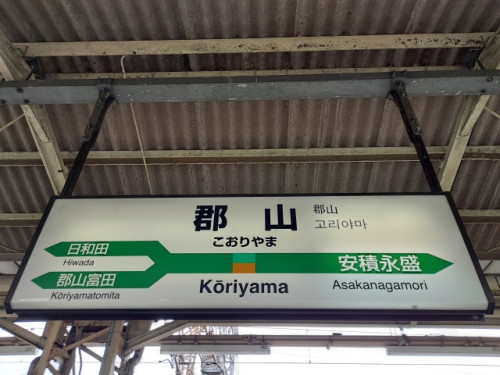 郡山
郡山
고리야마
こおりやま
日和田
Hiwada
郡山富田
Kōriyamatomita
Kōriyama
安積永盛
Asakanagamori